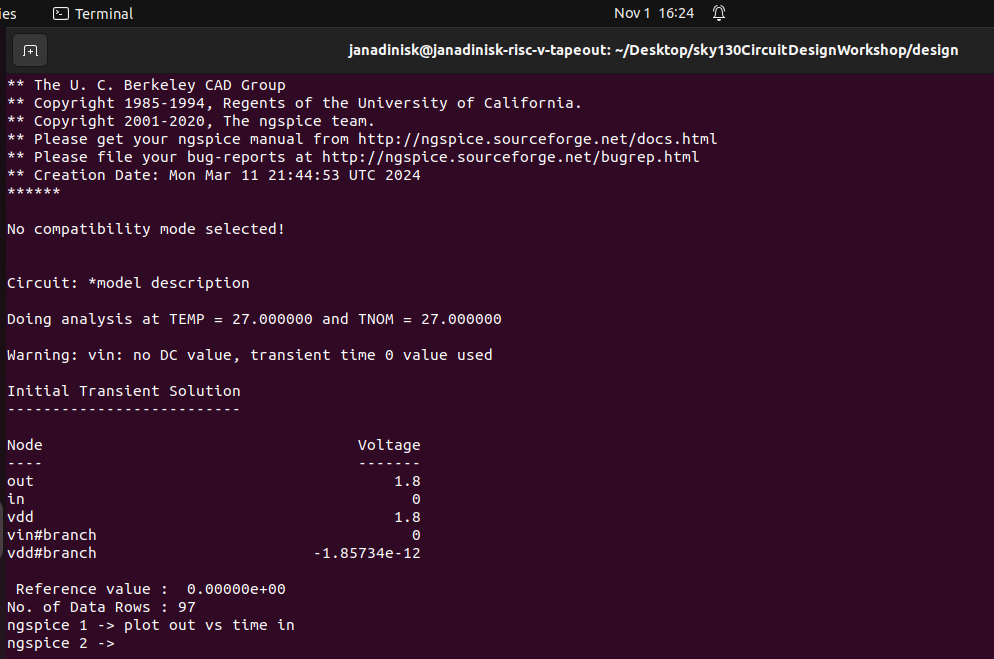 ies Terminal Nov 1 16:24
janadinisk@janadinisk-risc-v-tapeout: ~/Desktop/sky130CircuitDesignWorkshop/design
** The U. C. Berkeley CAD Group
** Copyright 1985-1994, Regents of the University of California.
** Copyright 2001-2020, The ngspice team.
** Please get your ngspice manual from http://ngspice.sourceforge.net/docs.html
** Please file your bug-reports at http://ngspice.sourceforge.net/bugrep.html
** Creation Date: Mon Mar 11 21:44:53 UTC 2024
******
No compatibility mode selected!
Circuit: *model description
Doing analysis at TEMP = 27.000000 and TNOM = 27.000000
Warning: vin: no DC value, transient time 0 value used
Initial Transient Solution
--------------------------
Node Voltage
---- -------
out 1.8
in 0
vdd 1.8
vin#branch 0
vdd#branch -1.85734e-12
Reference value : 0.00000e+00
No. of Data Rows : 97
ngspice 1 -> plot out vs time in
ngspice 2 ->